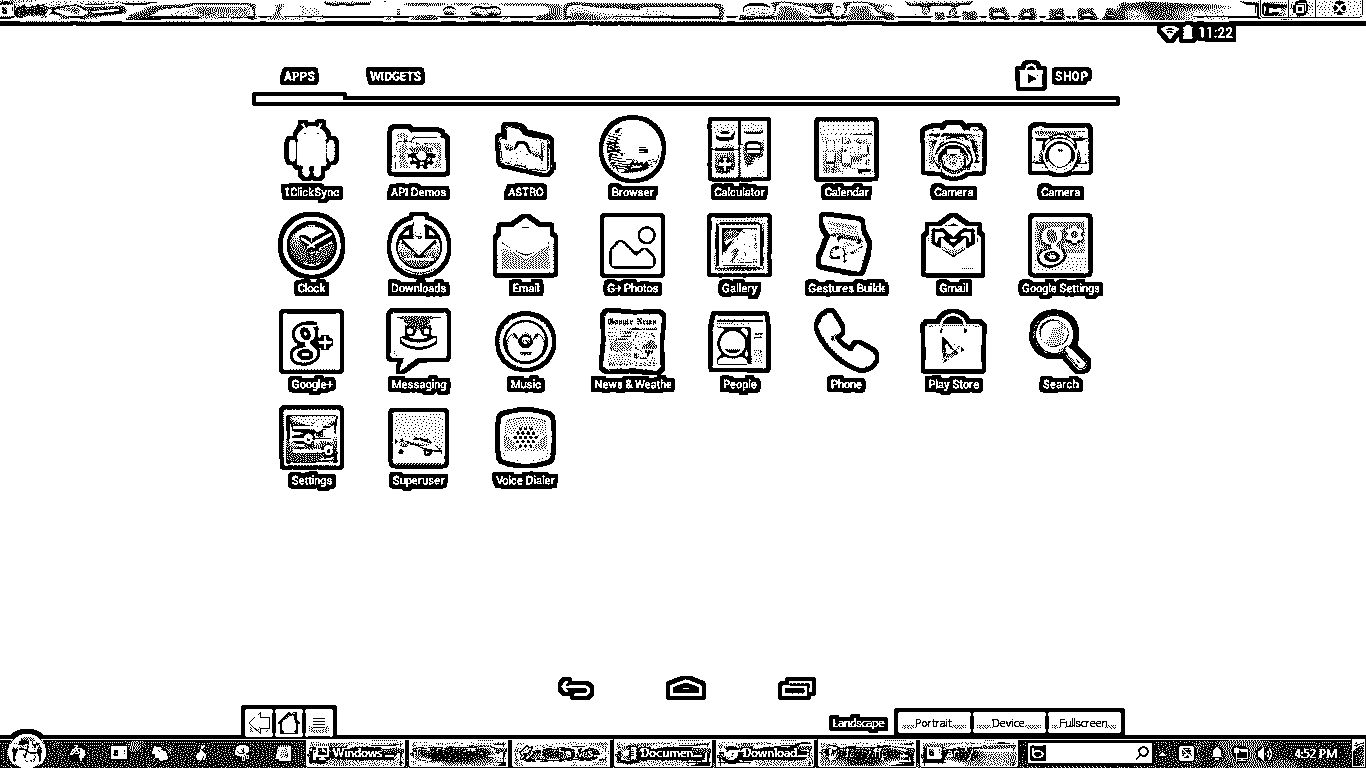 11:22
APPS WIDGETS SHOP
1ClickSync API Demos ASTRO Browser Calculator Calendar Camera Camera
Clock Downloads Email G+ Photos Gallery Gestures Builde Gmail Google Settings
Google News
Google+ Messaging Music News & Weathe People Phone Play Store Search
Settings Superuser Voice Dialer
Landscape Portrait Device Fullscreen
Windows... Documen... Download... 4:52 PM